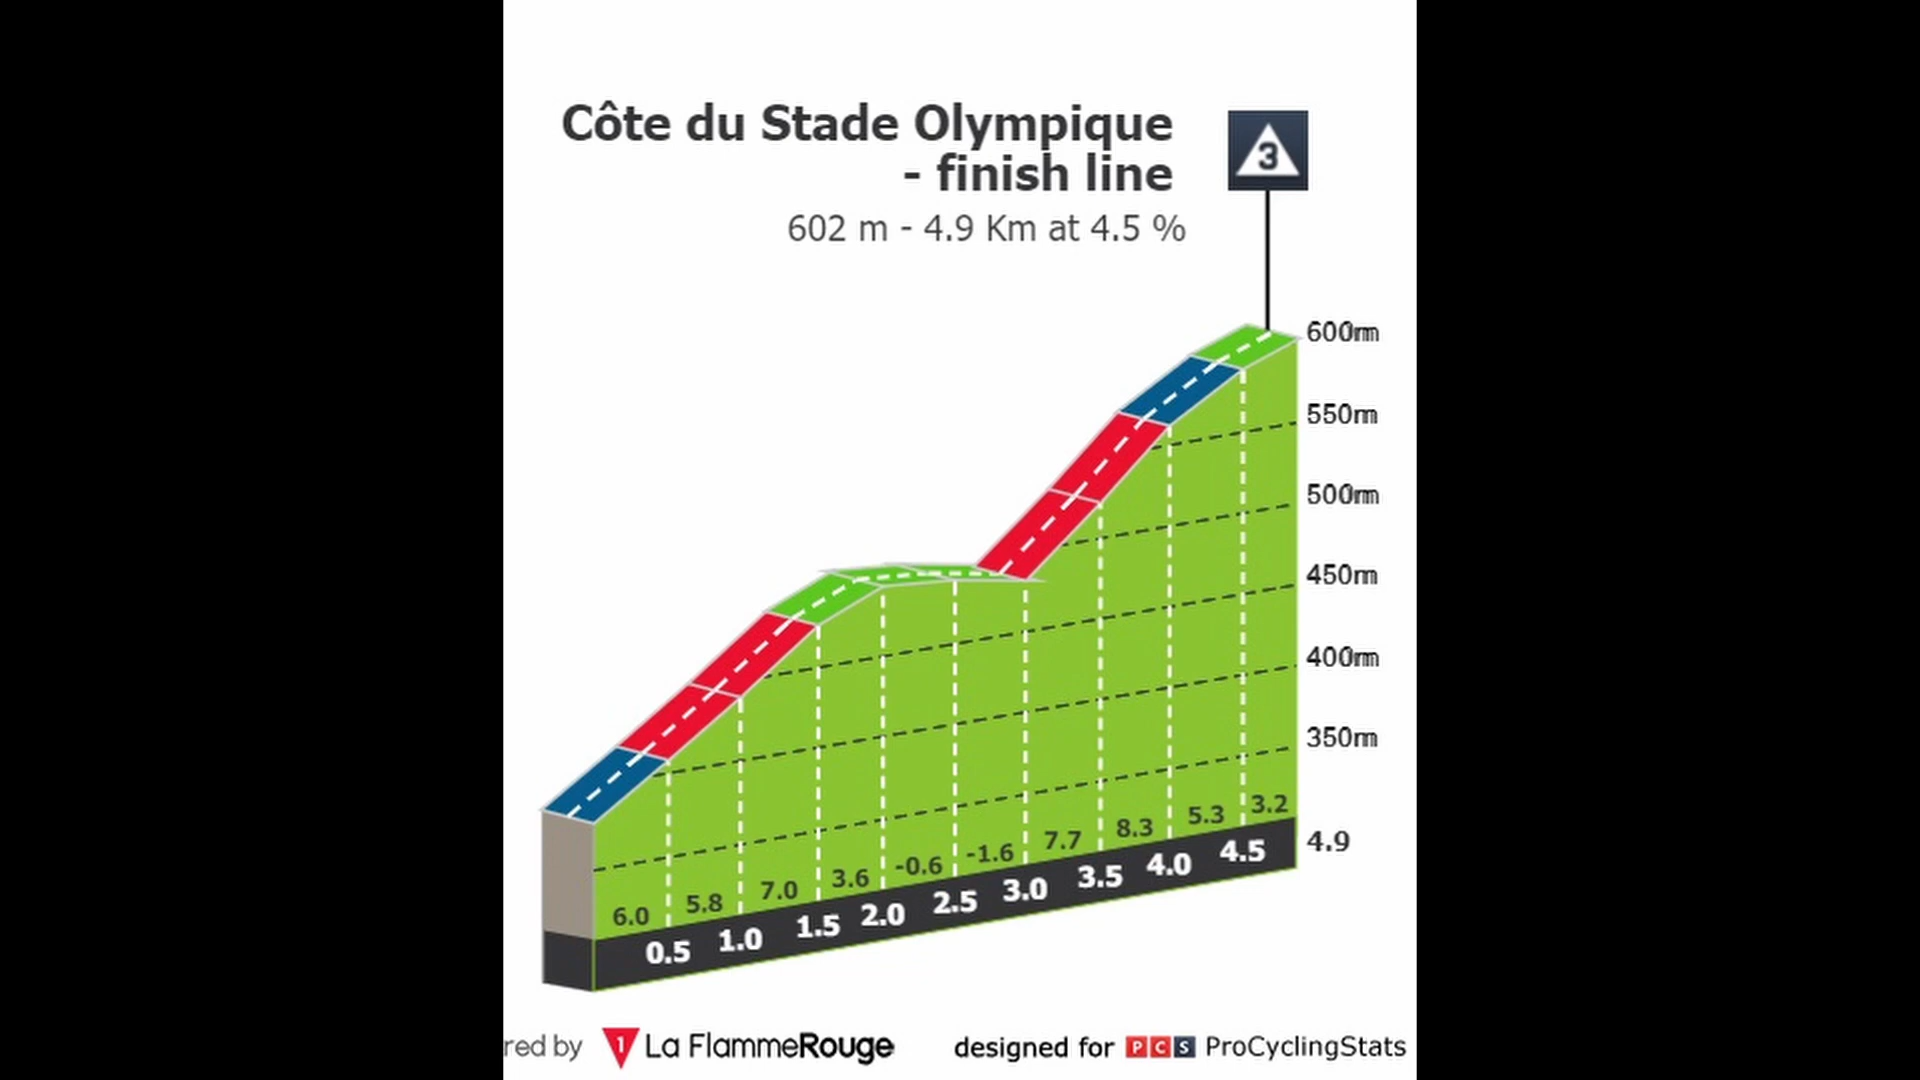 Côte du Stade Olympique
- finish line
3
602 m - 4.9 Km at 4.5 %
600m
550m
500m
450m
400m
350m
6.0 5.8 7.0 3.6 -0.6 -1.6 7.7 8.3 5.3 3.2
0.5 1.0 1.5 2.0 2.5 3.0 3.5 4.0 4.5 4.9
red by 1 La FlammeRouge designed for PCS ProCyclingStats